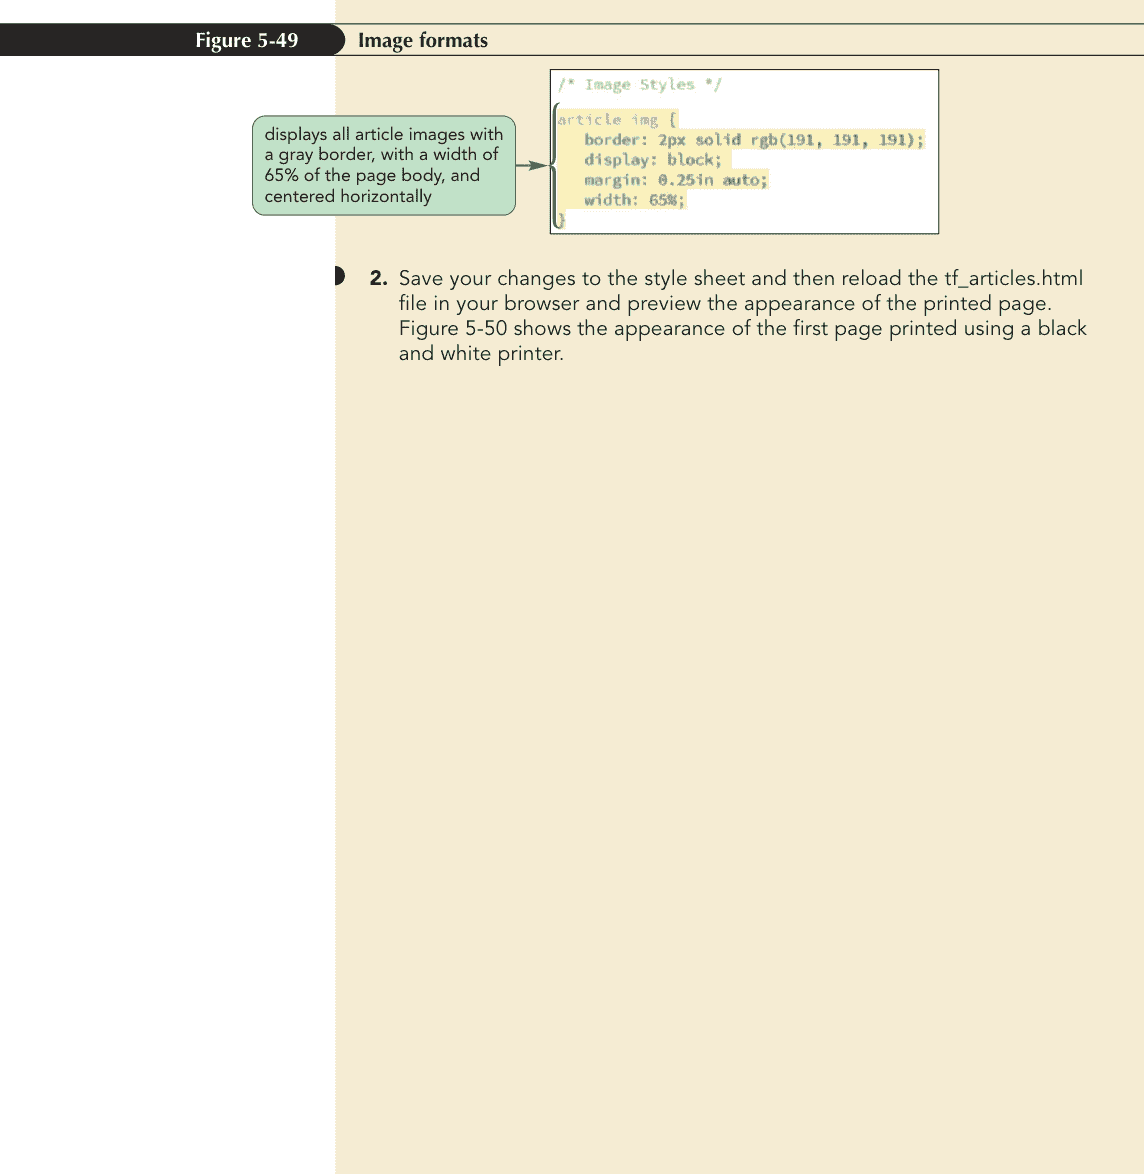 Figure 5-49 Image formats
/* Image Styles */
displays all article images with
a gray border, with a width of
65% of the page body, and
centered horizontally
article img {
border: 2px solid rgb(191, 191, 191);
display: block;
margin: 0.25in auto;
width: 65%;
}
2. Save your changes to the style sheet and then reload the tf_articles.html
file in your browser and preview the appearance of the printed page.
Figure 5-50 shows the appearance of the first page printed using a black
and white printer.